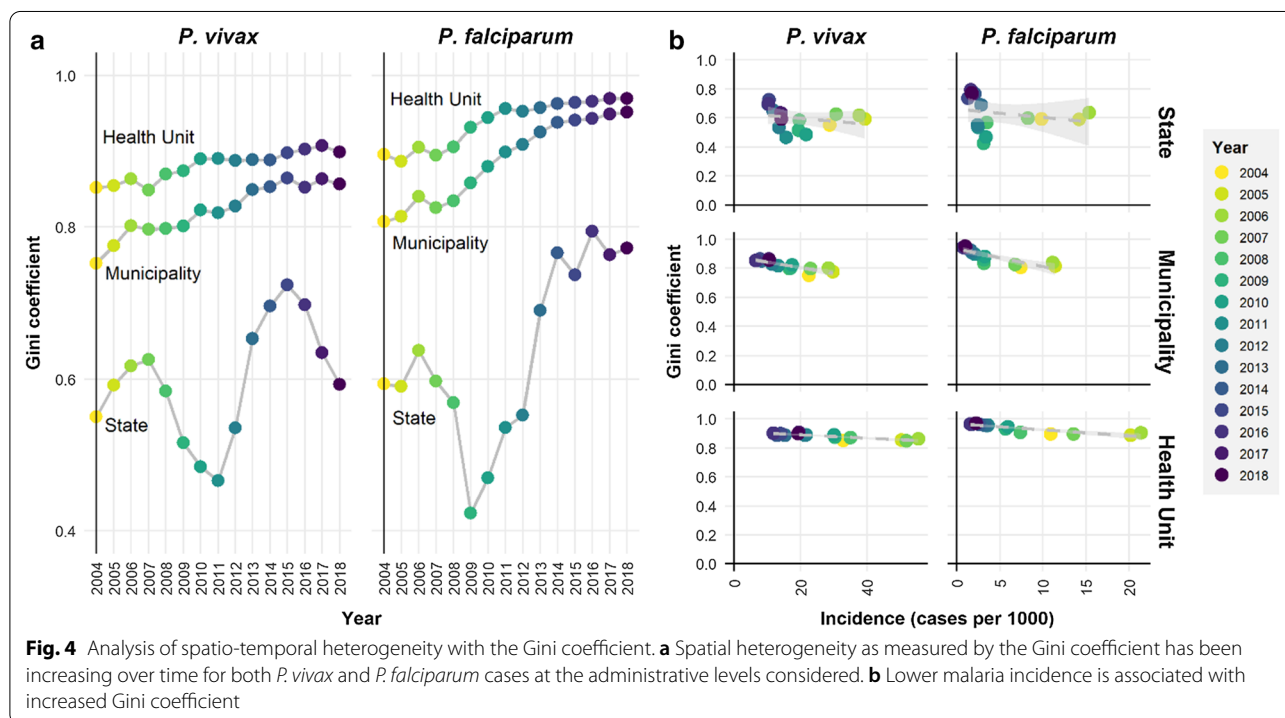 a
P. vivax
P. falciparum
1.0
0.8
0.6
0.4
Gini coefficient
Health Unit
Municipality
State
Health Unit
Municipality
State
2004 2005 2006 2007 2008 2009 2010 2011 2012 2013 2014 2015 2016 2017 2018
2004 2005 2006 2007 2008 2009 2010 2011 2012 2013 2014 2015 2016 2017 2018
Year
b
P. vivax
P. falciparum
1.0
0.8
0.6
0.4
0.2
0.0
State
1.0
0.8
0.6
0.4
0.2
0.0
Gini coefficient
Municipality
1.0
0.8
0.6
0.4
0.2
0.0
Health Unit
0 20 40
0 5 10 15 20
Incidence (cases per 1000)
Year
2004
2005
2006
2007
2008
2009
2010
2011
2012
2013
2014
2015
2016
2017
2018
Fig. 4 Analysis of spatio-temporal heterogeneity with the Gini coefficient. a Spatial heterogeneity as measured by the Gini coefficient has been
increasing over time for both P. vivax and P. falciparum cases at the administrative levels considered. b Lower malaria incidence is associated with
increased Gini coefficient